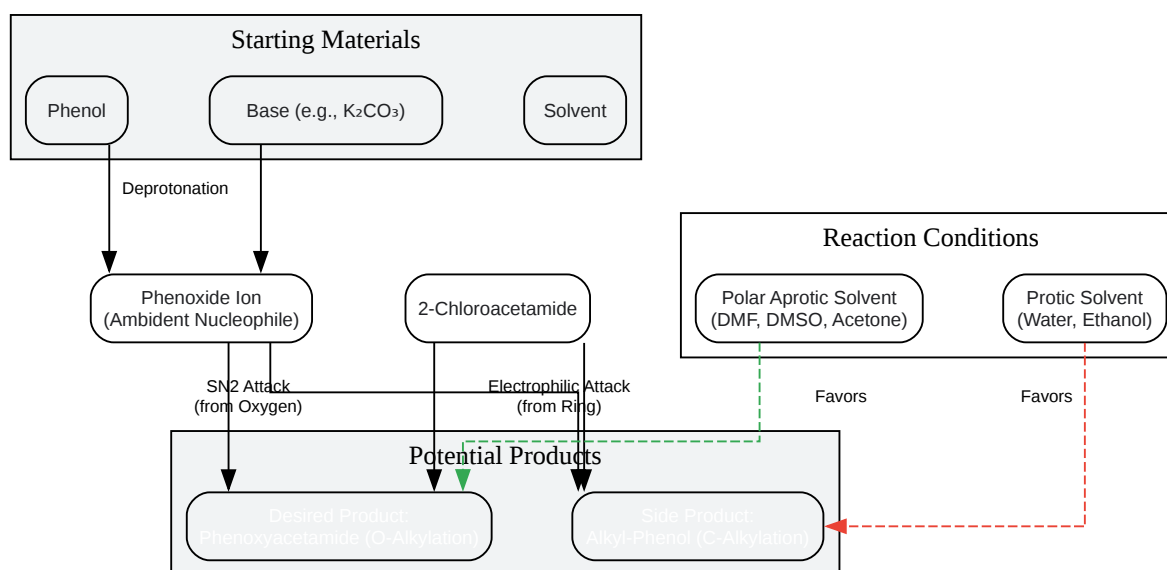 Starting Materials
Phenol
Base (e.g., K₂CO₃)
Solvent
Deprotonation
Reaction Conditions
Phenoxide Ion
(Ambident Nucleophile)
2-Chloroacetamide
Polar Aprotic Solvent
(DMF, DMSO, Acetone)
Protic Solvent
(Water, Ethanol)
SN2 Attack
(from Oxygen)
Electrophilic Attack
(from Ring)
Favors
Favors
Potential Products
Desired Product:
Phenoxyacetamide (O-Alkylation)
Side Product:
Alkyl-Phenol (C-Alkylation)